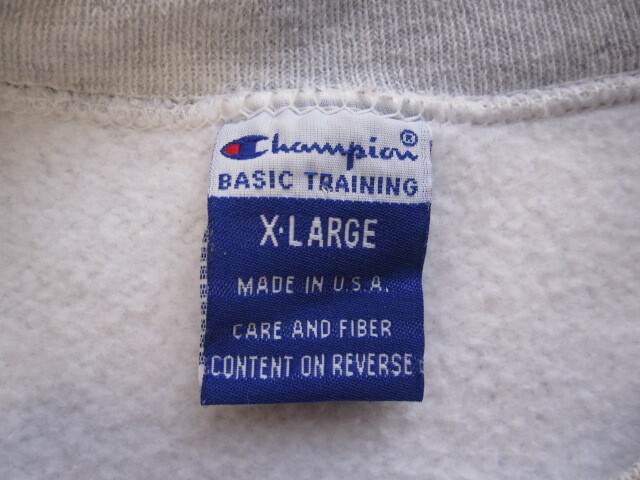 Champion®
BASIC TRAINING
X·LARGE
MADE IN U.S.A.
CARE AND FIBER
CONTENT ON REVERSE